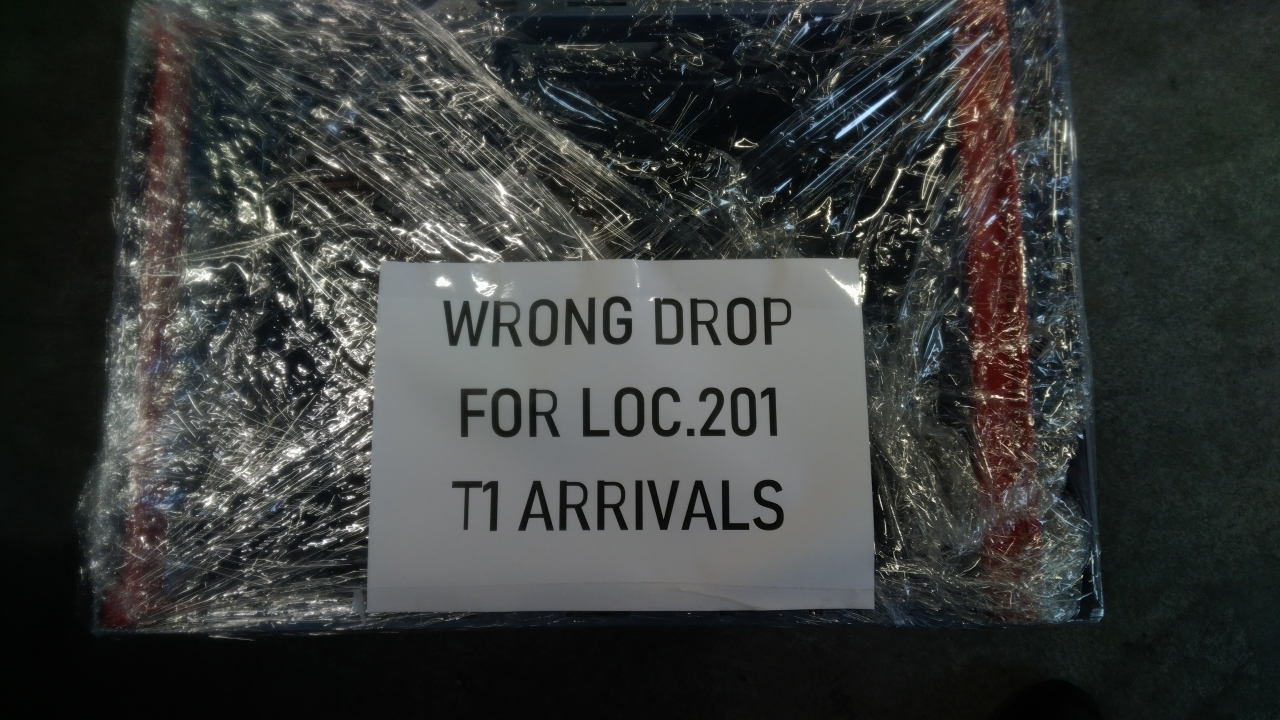 WRONG DROP
FOR LOC.201
T1 ARRIVALS